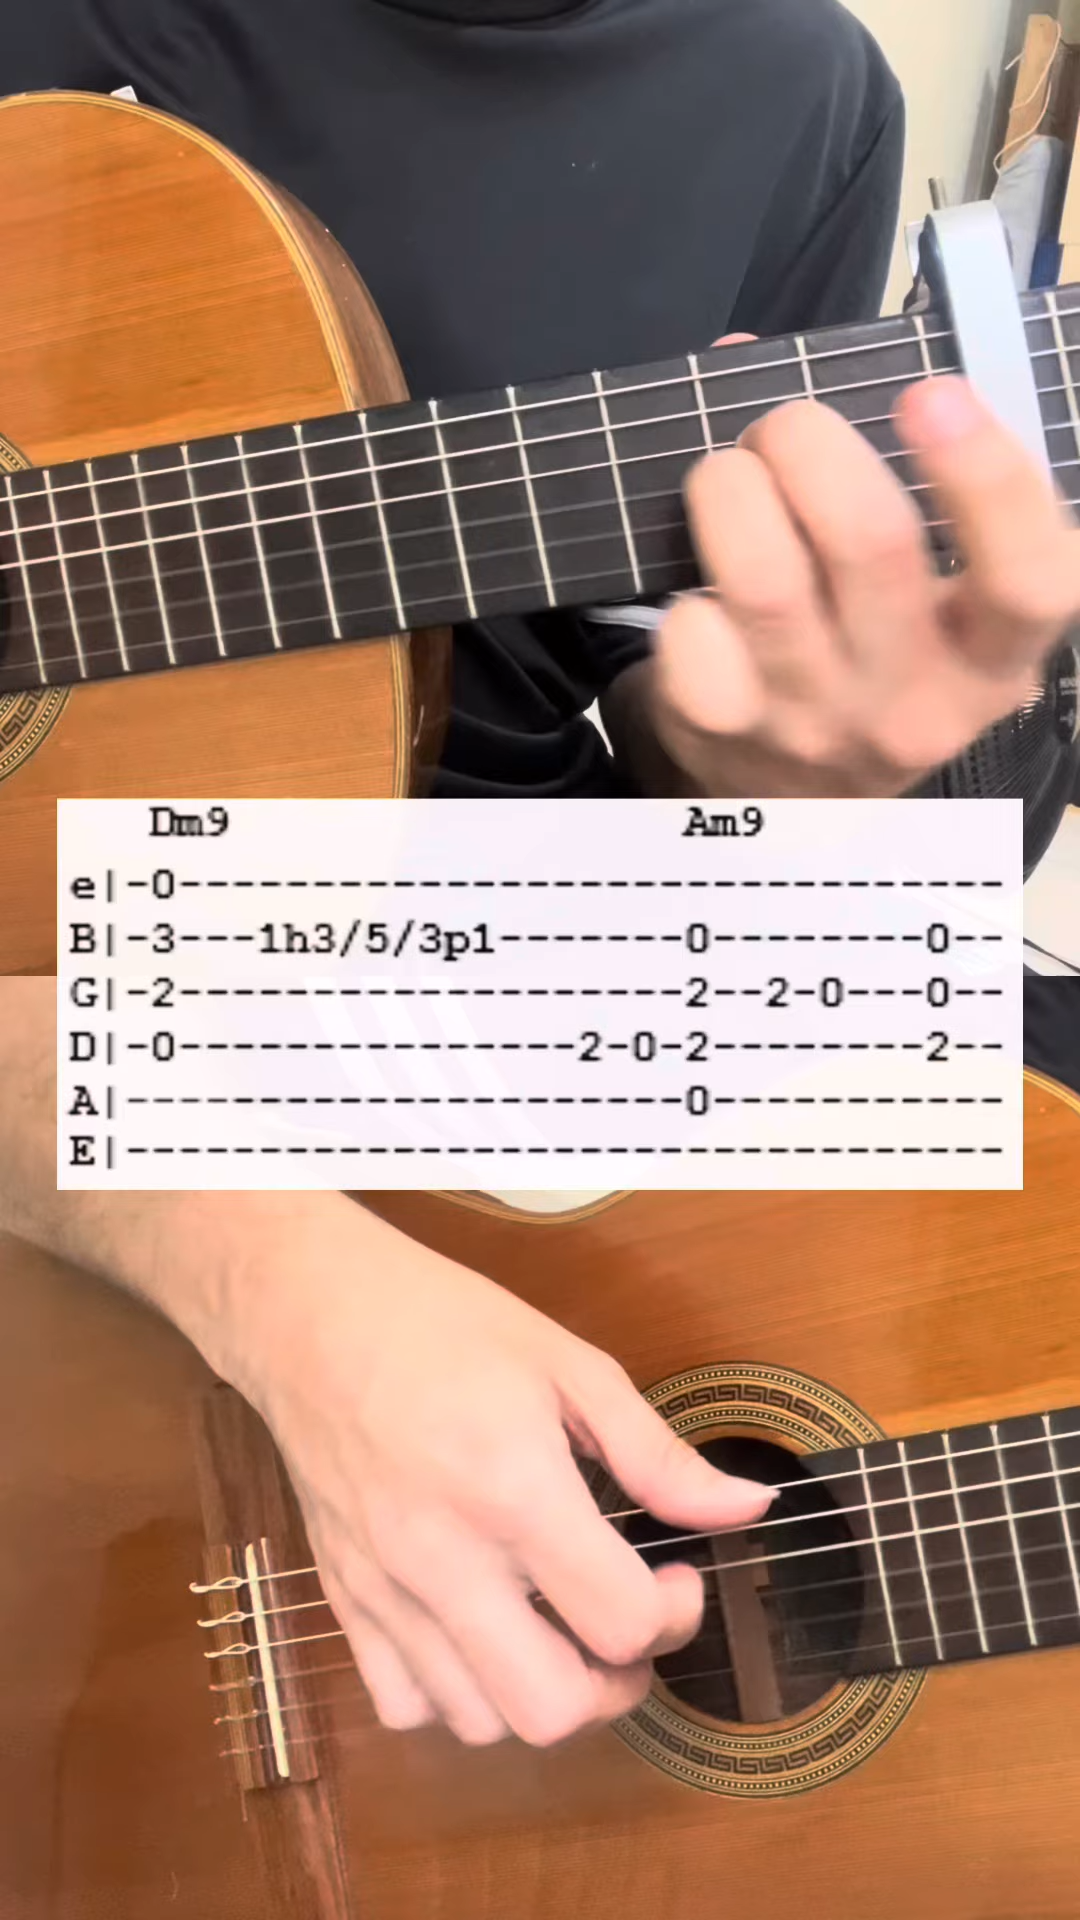 Dm9                 Am9
e|-0-------------------------------
B|-3---1h3/5/3p1-------0--------0--
G|-2-------------------2--2-0---0--
D|-0---------------2-0-2--------2--
A|---------------------0-----------
E|---------------------------------